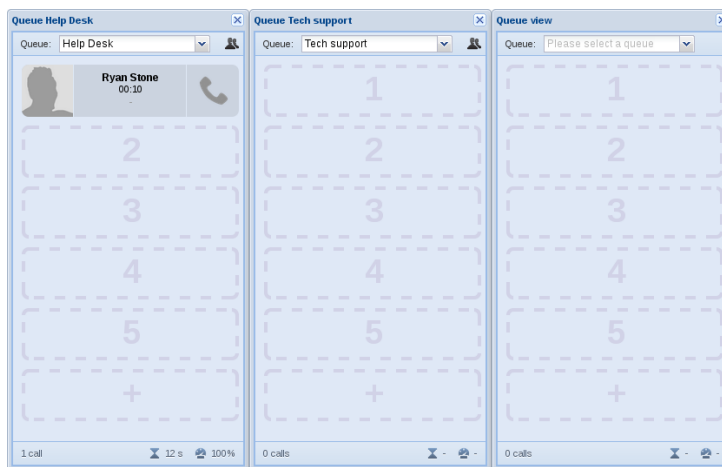 Queue Help Desk
Queue: Help Desk
Ryan Stone
00:10
-
2
3
4
5
+
1 call 12 s 100%
Queue Tech support
Queue: Tech support
1
2
3
4
5
+
0 calls - -
Queue view
Queue: Please select a queue
1
2
3
4
5
+
0 calls - -